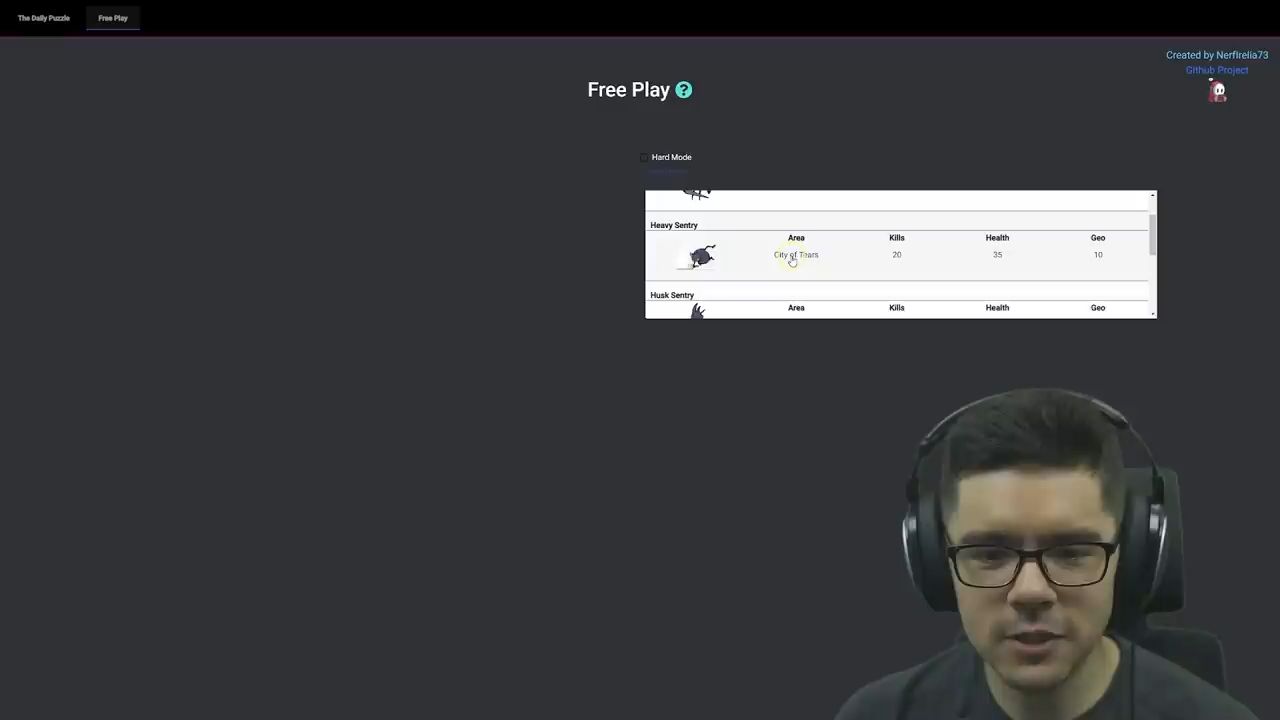 The Daily Puzzle Free Play
Created by NerfIrelia73
Github Project
Free Play ?
Hard Mode
Heavy Sentry
Area Kills Health Geo
City of Tears 20 35 10
Husk Sentry
Area Kills Health Geo